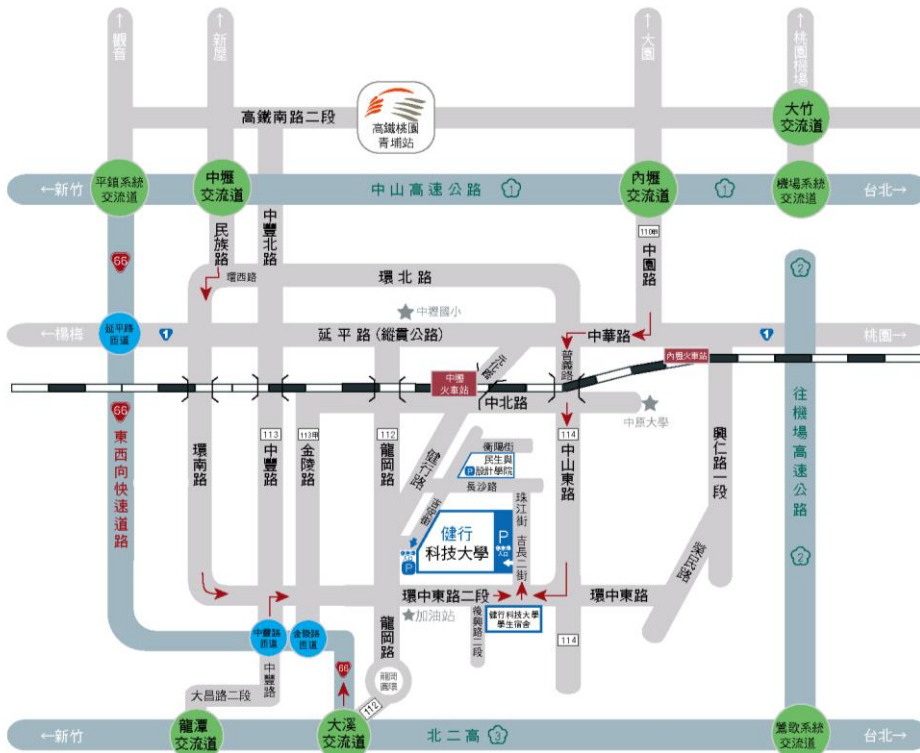 ↑觀音
↑新屋
↑大園
↑桃園機場
大竹
交流道
高鐵南路二段
高鐵桃園
青埔站
←新竹
平鎮系統
交流道
中壢
交流道
中山高速公路
1
內壢
交流道
1
機場系統
交流道
台北→
66
民族路
中豐北路
110甲
中園路
環西路
環北路
2
中壢國小
←楊梅
延平路
匝道
1
延平路(縱貫公路)
中華路
1
桃園→
元化路
普義路
內壢火車站
中壢
火車站
中北路
中原大學
66
東西向快速道路
環南路
113
中豐路
113甲
金陵路
112
龍岡路
健行路
衡陽街
民生與
設計學院
P
長沙路
114
中山東路
興仁路一段
往機場高速公路
2
珠江街
吉長二街
健行
科技大學
P
P
環中東路二段
環中東路
加油站
後興路二段
健行科技大學
學生宿舍
中豐路
匝道
金陵路
匝道
龍岡路
114
中豐路
66
龍岡
圓環
大昌路二段
112
←新竹
龍潭
交流道
大溪
交流道
北二高
3
鶯歌系統
交流道
台北→